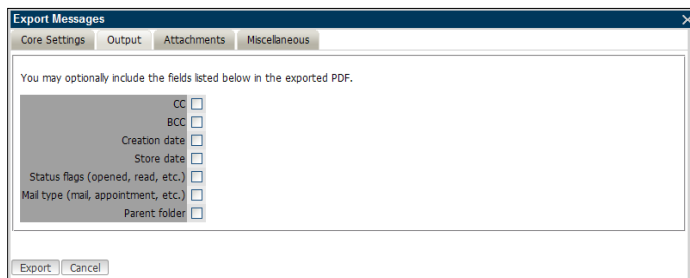 Export Messages
Core Settings Output Attachments Miscellaneous
You may optionally include the fields listed below in the exported PDF.
CC
BCC
Creation date
Store date
Status flags (opened, read, etc.)
Mail type (mail, appointment, etc.)
Parent folder
Export Cancel